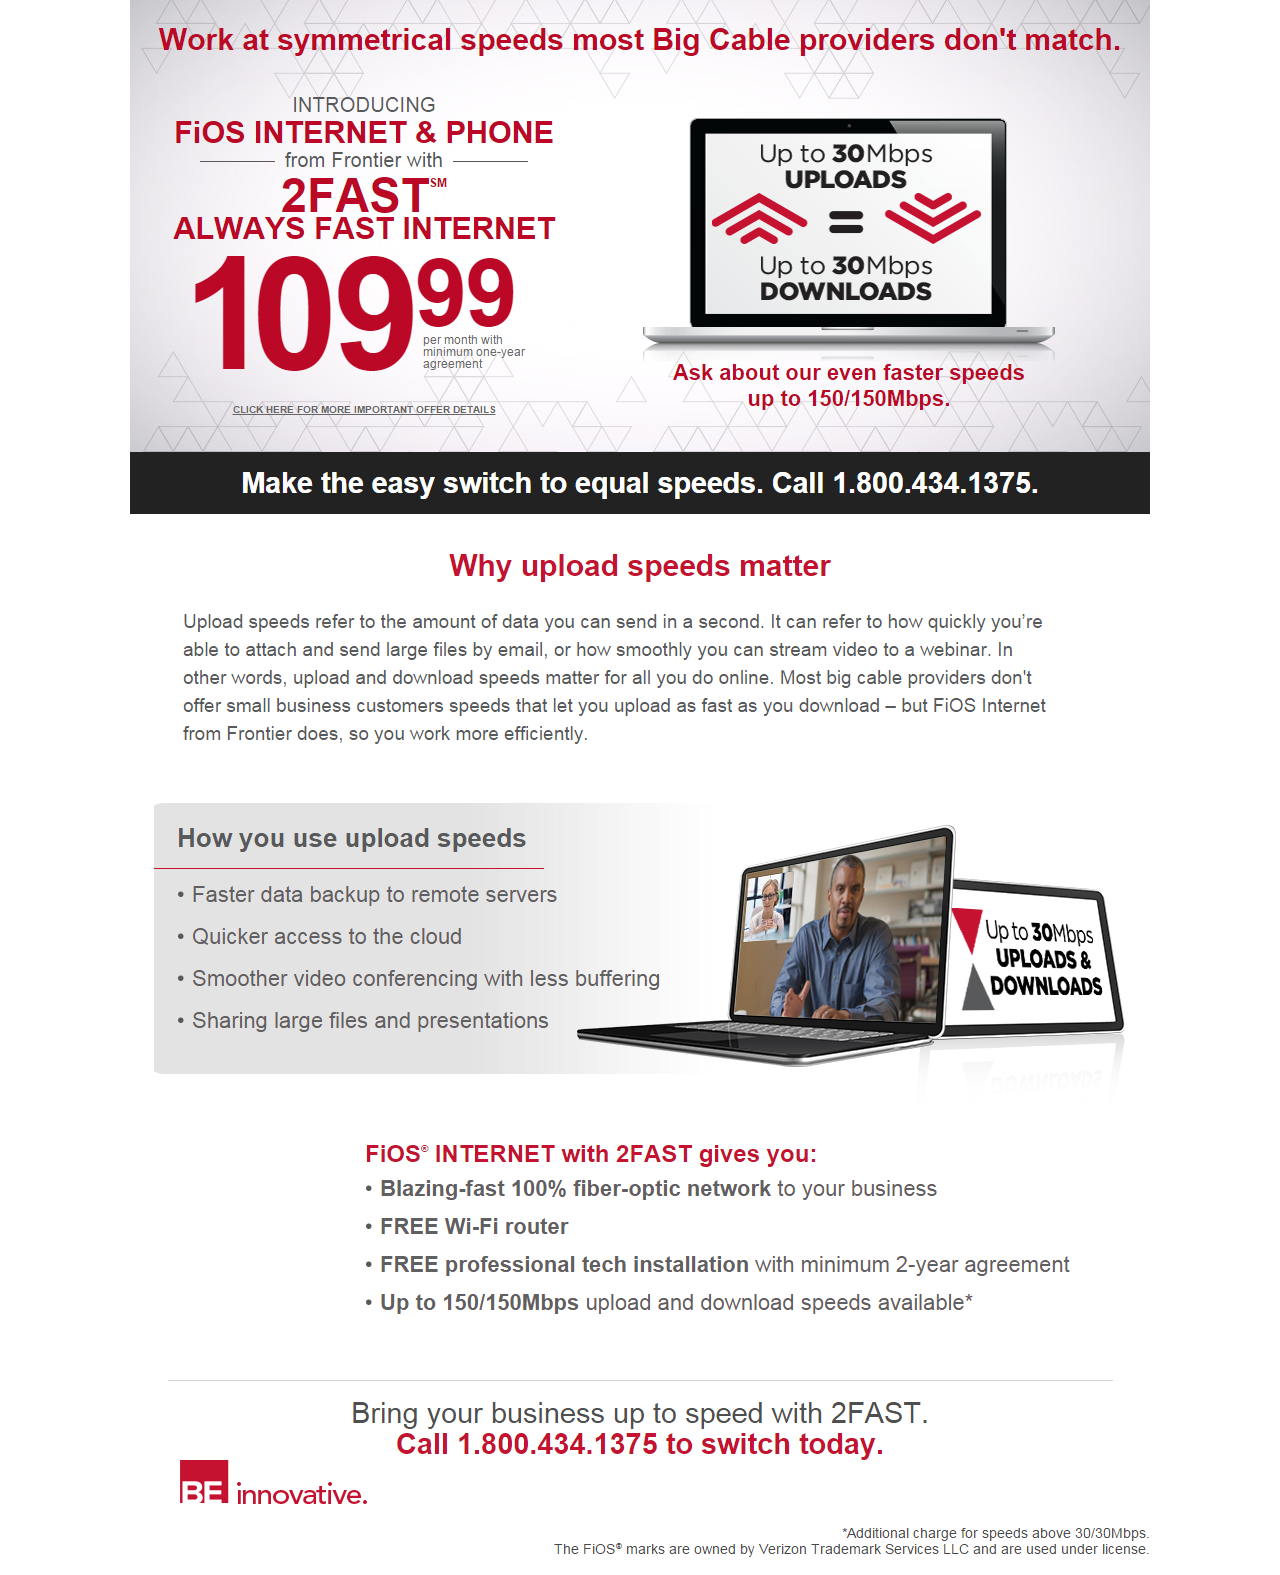 Work at symmetrical speeds most Big Cable providers don't match.
INTRODUCING
FiOS INTERNET & PHONE
from Frontier with
2FAST℠
ALWAYS FAST INTERNET
109⁹⁹
per month with
minimum one-year
agreement
CLICK HERE FOR MORE IMPORTANT OFFER DETAILS
Up to 30Mbps
UPLOADS
=
Up to 30Mbps
DOWNLOADS
Ask about our even faster speeds
up to 150/150Mbps.
Make the easy switch to equal speeds. Call 1.800.434.1375.
Why upload speeds matter
Upload speeds refer to the amount of data you can send in a second. It can refer to how quickly you’re
able to attach and send large files by email, or how smoothly you can stream video to a webinar. In
other words, upload and download speeds matter for all you do online. Most big cable providers don't
offer small business customers speeds that let you upload as fast as you download – but FiOS Internet
from Frontier does, so you work more efficiently.
How you use upload speeds
• Faster data backup to remote servers
• Quicker access to the cloud
• Smoother video conferencing with less buffering
• Sharing large files and presentations
Up to 30Mbps
UPLOADS &
DOWNLOADS
FiOS® INTERNET with 2FAST gives you:
• Blazing-fast 100% fiber-optic network to your business
• FREE Wi-Fi router
• FREE professional tech installation with minimum 2-year agreement
• Up to 150/150Mbps upload and download speeds available*
Bring your business up to speed with 2FAST.
Call 1.800.434.1375 to switch today.
BE innovative.
*Additional charge for speeds above 30/30Mbps.
The FiOS® marks are owned by Verizon Trademark Services LLC and are used under license.